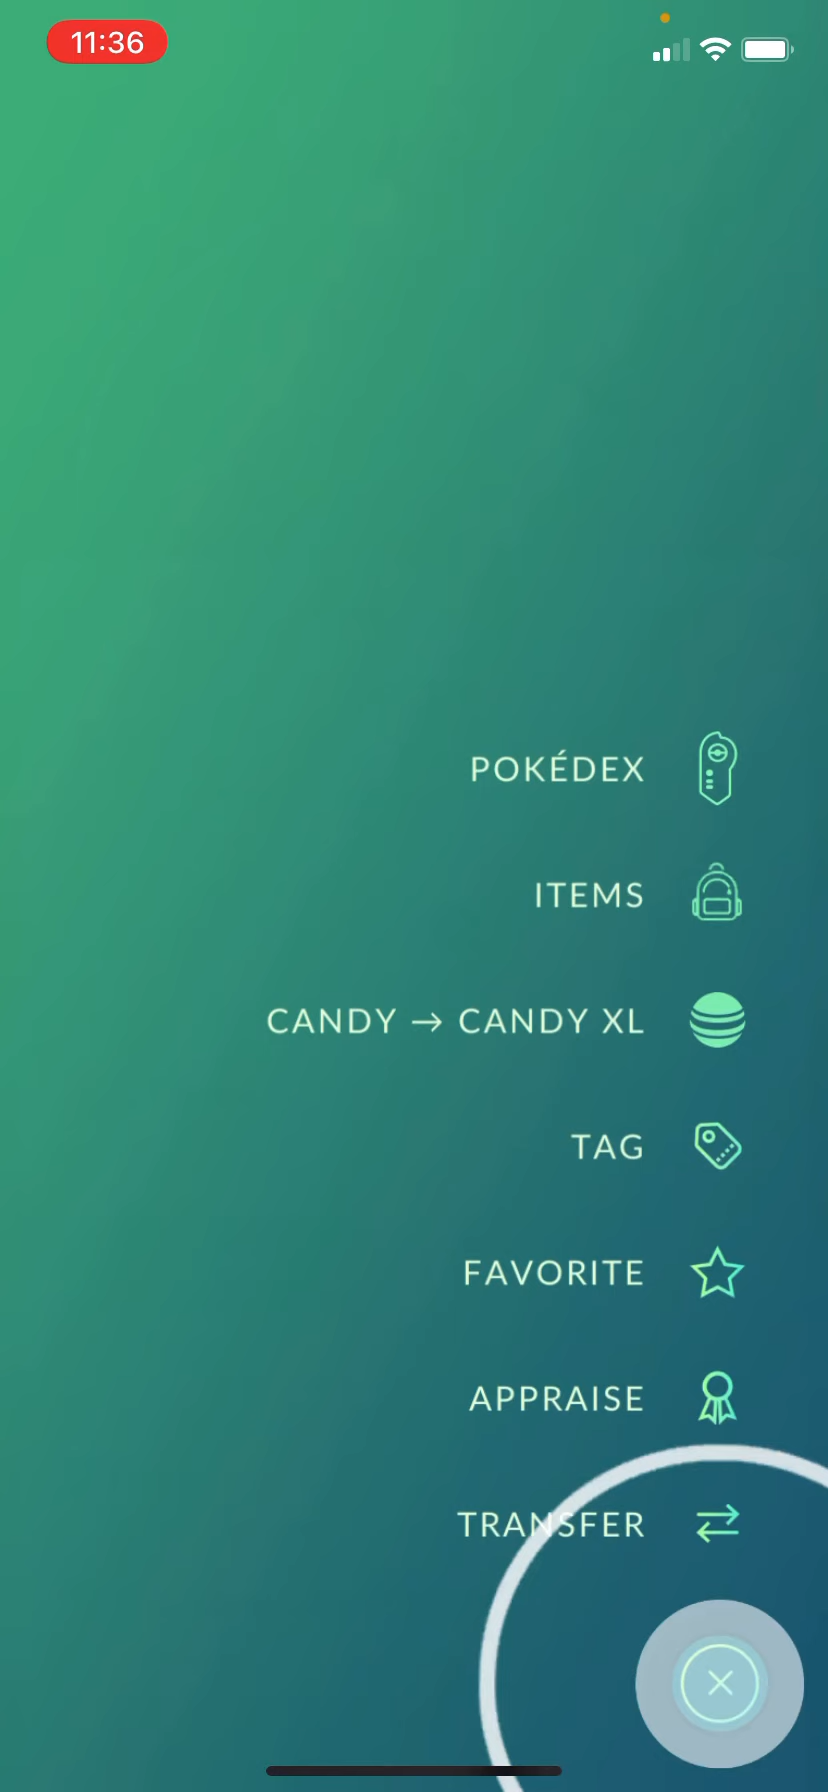 11:36
POKÉDEX
ITEMS
CANDY → CANDY XL
TAG
FAVORITE
APPRAISE
TRANSFER